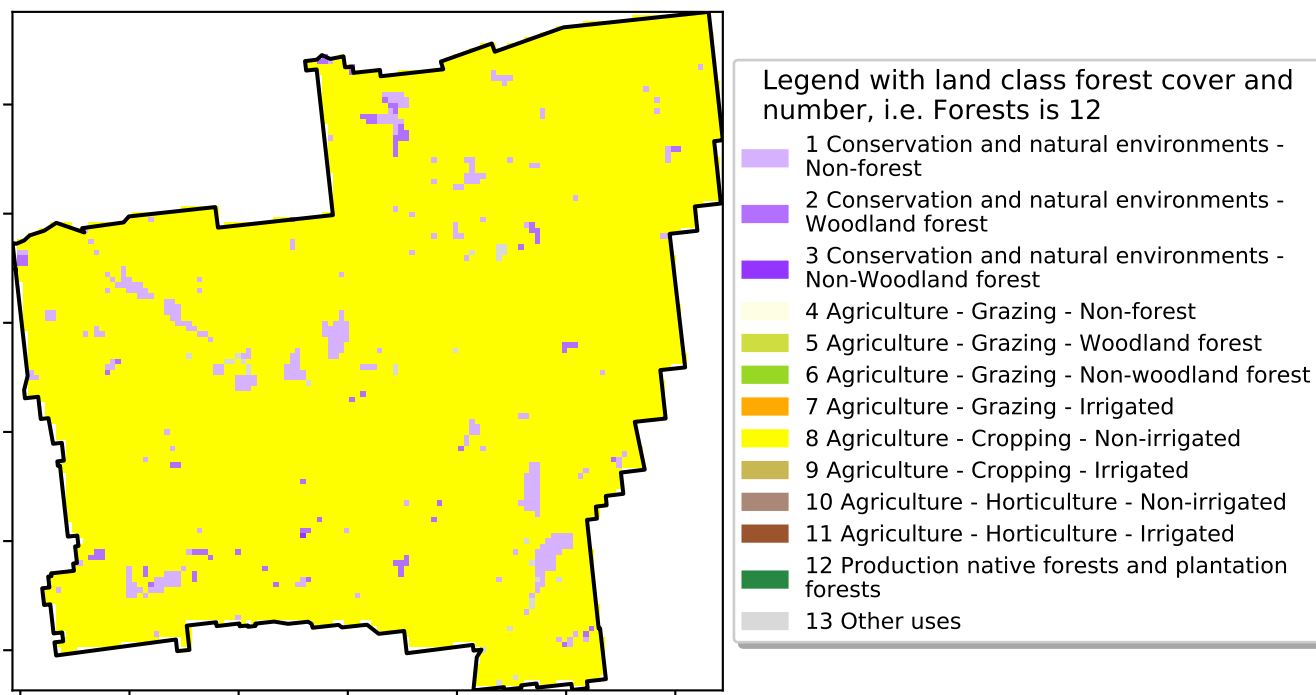 Legend with land class forest cover and
number, i.e. Forests is 12
1 Conservation and natural environments -
Non-forest
2 Conservation and natural environments -
Woodland forest
3 Conservation and natural environments -
Non-Woodland forest
4 Agriculture - Grazing - Non-forest
5 Agriculture - Grazing - Woodland forest
6 Agriculture - Grazing - Non-woodland forest
7 Agriculture - Grazing - Irrigated
8 Agriculture - Cropping - Non-irrigated
9 Agriculture - Cropping - Irrigated
10 Agriculture - Horticulture - Non-irrigated
11 Agriculture - Horticulture - Irrigated
12 Production native forests and plantation
forests
13 Other uses